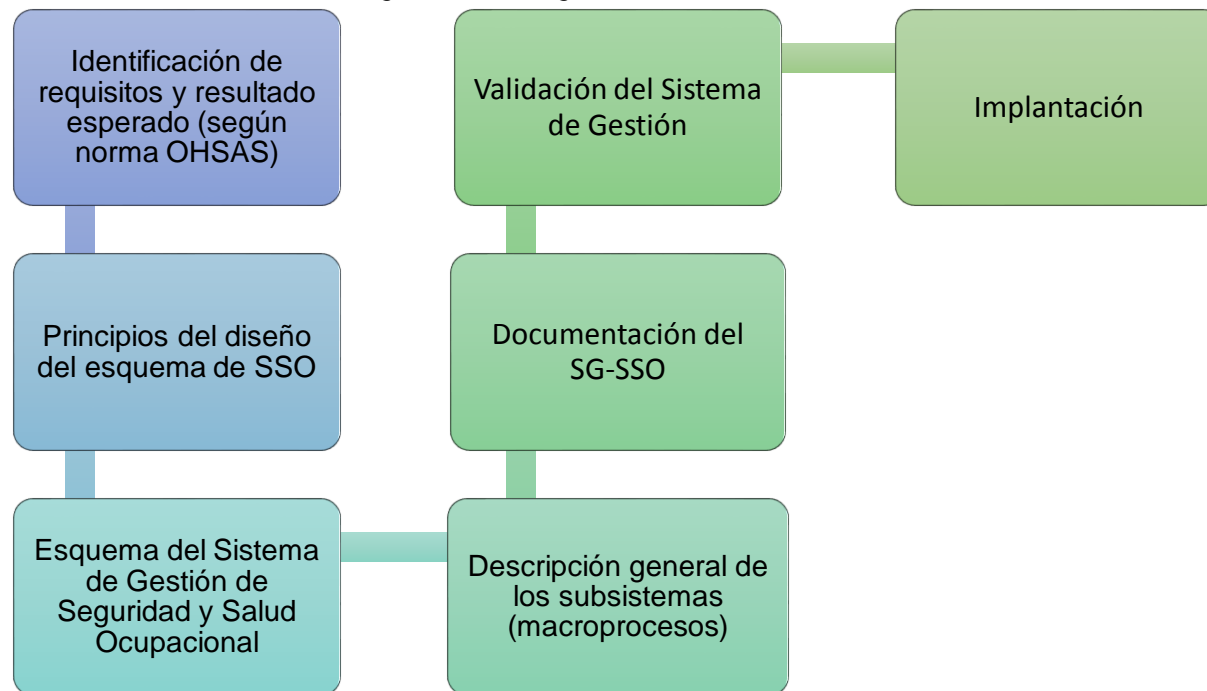 Identificación de
requisitos y resultado
esperado (según
norma OHSAS)
Principios del diseño
del esquema de SSO
Esquema del Sistema
de Gestión de
Seguridad y Salud
Ocupacional
Descripción general de
los subsistemas
(macroprocesos)
Documentación del
SG-SSO
Validación del Sistema
de Gestión
Implantación